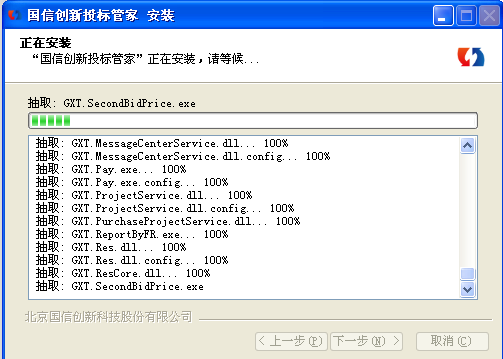 国信创新投标管家 安装
正在安装
“国信创新投标管家”正在安装，请等候...
抽取: GXT.SecondBidPrice.exe
抽取: GXT.MessageCenterService.dll... 100%
抽取: GXT.MessageCenterService.dll.config... 100%
抽取: GXT.Pay.exe... 100%
抽取: GXT.Pay.exe.config... 100%
抽取: GXT.ProjectService.dll... 100%
抽取: GXT.ProjectService.dll.config... 100%
抽取: GXT.PurchaseProjectService.dll... 100%
抽取: GXT.ReportByFR.exe... 100%
抽取: GXT.Res.dll... 100%
抽取: GXT.Res.dll.config... 100%
抽取: GXT.ResCore.dll... 100%
抽取: GXT.SecondBidPrice.exe
北京国信创新科技股份有限公司
< 上一步(P) 下一步(N) > 取消(C)